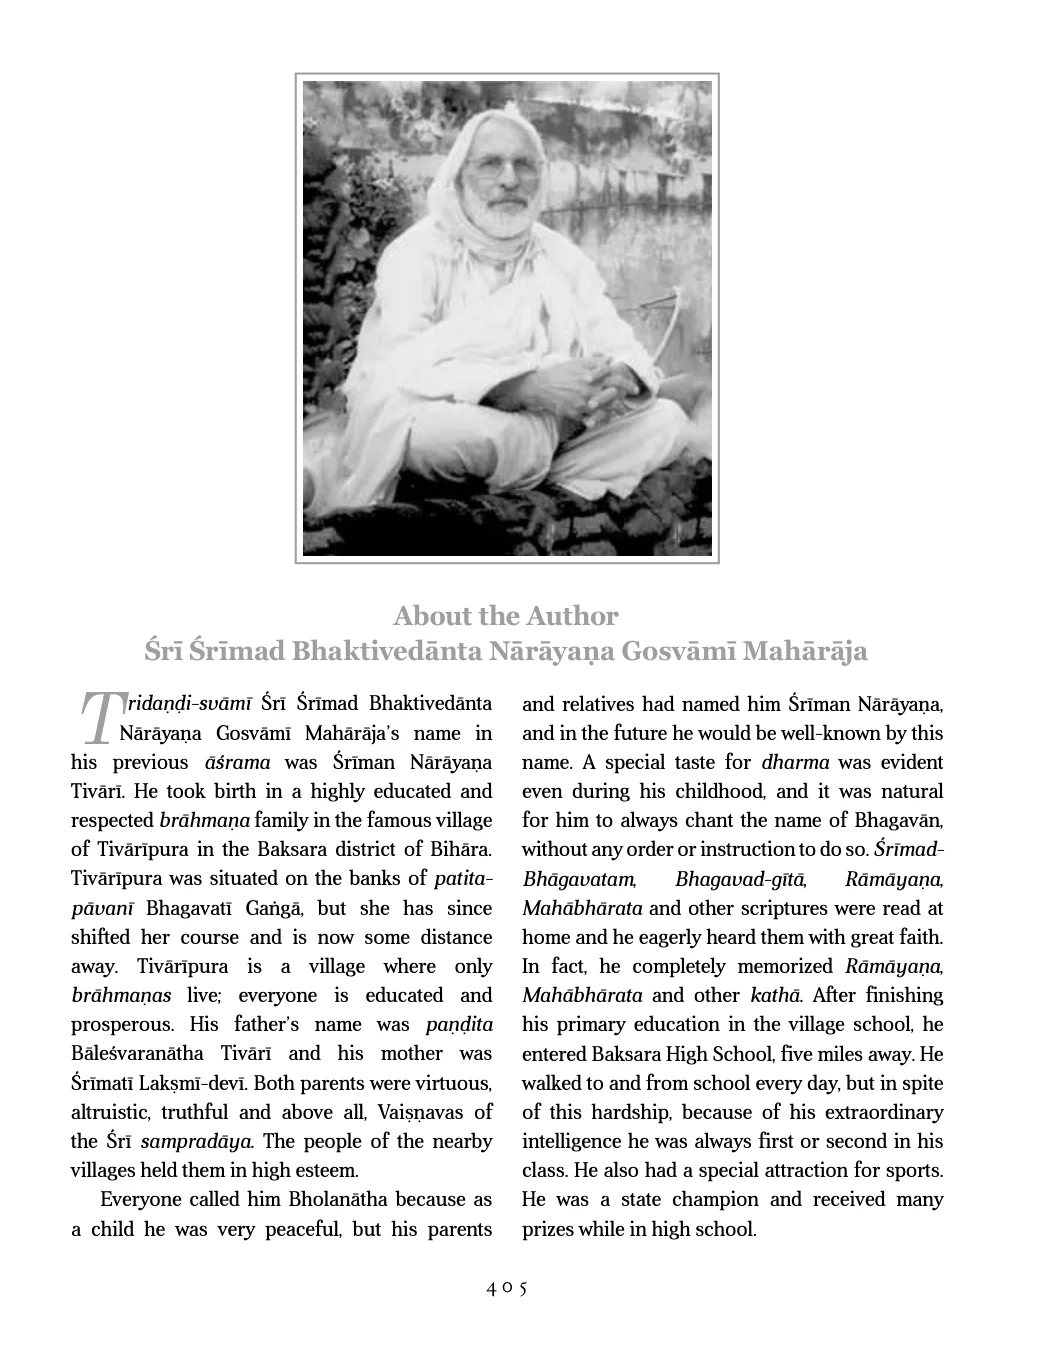 About the Author
Śrī Śrīmad Bhaktivedānta Nārāyaṇa Gosvāmī Mahārāja
Tridaṇḍi-svāmī Śrī Śrīmad Bhaktivedānta
Nārāyaṇa Gosvāmī Mahārāja’s name in
his previous āśrama was Śrīman Nārāyaṇa
Tivārī. He took birth in a highly educated and
respected brāhmaṇa family in the famous village
of Tivārīpura in the Baksara district of Bihāra.
Tivārīpura was situated on the banks of patita-
pāvanī Bhagavatī Gaṅgā, but she has since
shifted her course and is now some distance
away. Tivārīpura is a village where only
brāhmaṇas live; everyone is educated and
prosperous. His father’s name was paṇḍita
Bāleśvaranātha Tivārī and his mother was
Śrīmatī Lakṣmī-devī. Both parents were virtuous,
altruistic, truthful and above all, Vaiṣṇavas of
the Śrī sampradāya. The people of the nearby
villages held them in high esteem.
Everyone called him Bholanātha because as
a child he was very peaceful, but his parents
and relatives had named him Śrīman Nārāyaṇa,
and in the future he would be well-known by this
name. A special taste for dharma was evident
even during his childhood, and it was natural
for him to always chant the name of Bhagavān,
without any order or instruction to do so. Śrīmad-
Bhāgavatam, Bhagavad-gītā, Rāmāyaṇa,
Mahābhārata and other scriptures were read at
home and he eagerly heard them with great faith.
In fact, he completely memorized Rāmāyaṇa,
Mahābhārata and other kathā. After finishing
his primary education in the village school, he
entered Baksara High School, five miles away. He
walked to and from school every day, but in spite
of this hardship, because of his extraordinary
intelligence he was always first or second in his
class. He also had a special attraction for sports.
He was a state champion and received many
prizes while in high school.
405